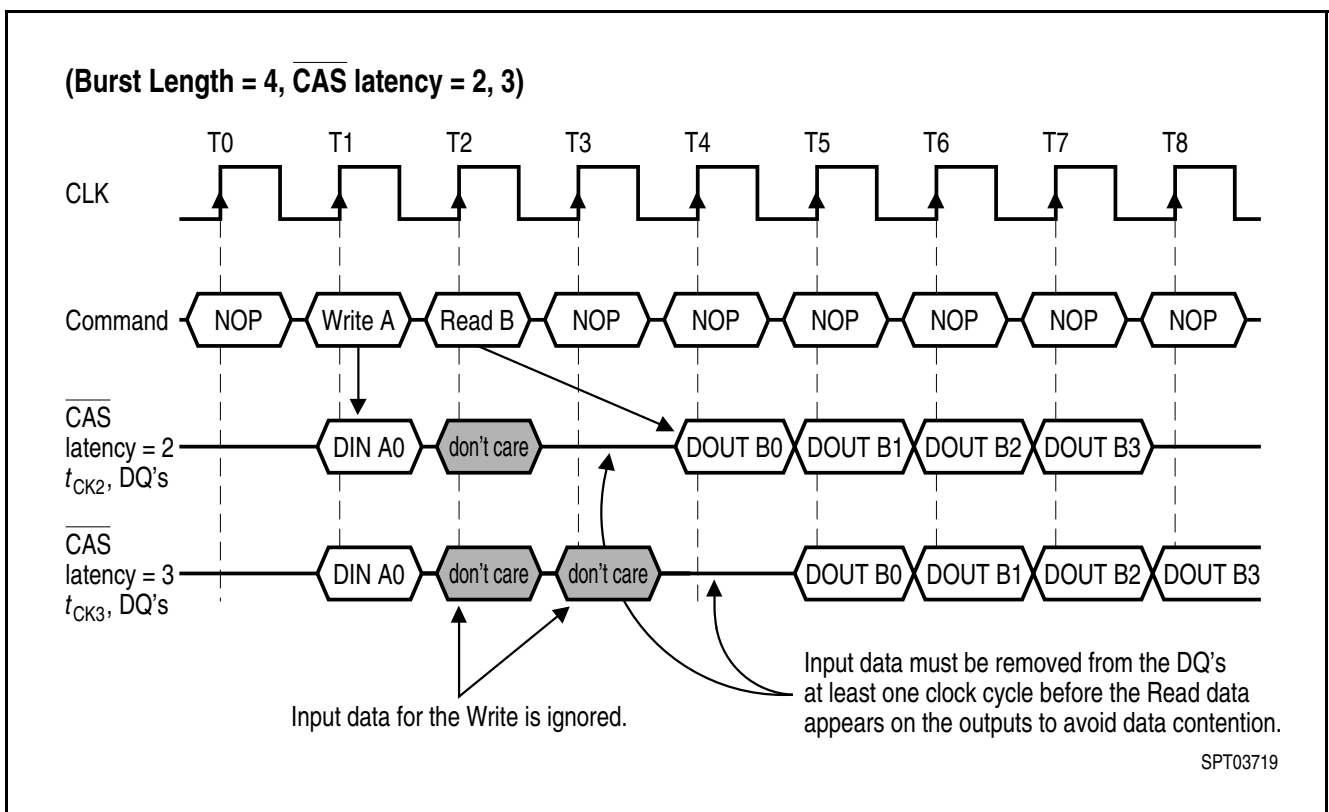 (Burst Length = 4, CAS latency = 2, 3)
T0 T1 T2 T3 T4 T5 T6 T7 T8
CLK
Command NOP Write A Read B NOP NOP NOP NOP NOP NOP
CAS
latency = 2
tCK2, DQ's
DIN A0 don't care DOUT B0 DOUT B1 DOUT B2 DOUT B3
CAS
latency = 3
tCK3, DQ's
DIN A0 don't care don't care DOUT B0 DOUT B1 DOUT B2 DOUT B3
Input data for the Write is ignored.
Input data must be removed from the DQ's
at least one clock cycle before the Read data
appears on the outputs to avoid data contention.
SPT03719